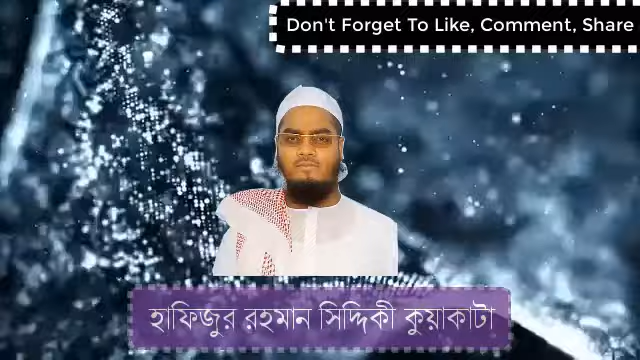 Don't Forget To Like, Comment, Share
হাফিজুর রহমান সিদ্দিকী কুয়াকাটা